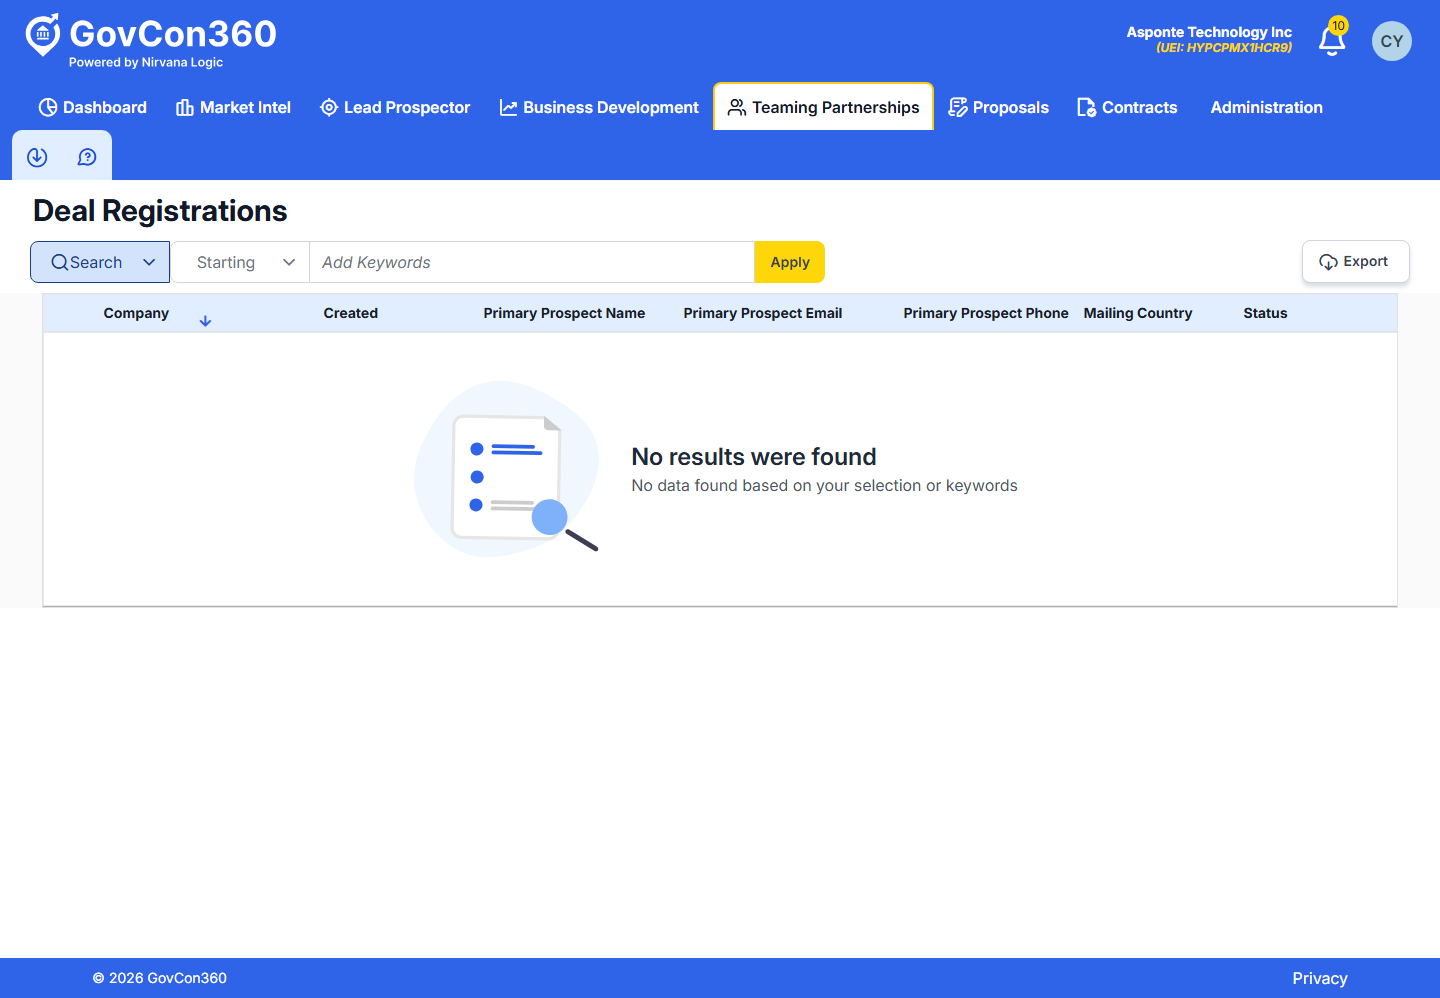 GovCon360
Powered by Nirvana Logic
Asponte Technology Inc
(UEI: HYPCPMX1HCR9)
10
CY
Dashboard
Market Intel
Lead Prospector
Business Development
Teaming Partnerships
Proposals
Contracts
Administration
Deal Registrations
Search
Starting
Add Keywords
Apply
Export
Company
Created
Primary Prospect Name
Primary Prospect Email
Primary Prospect Phone
Mailing Country
Status
No results were found
No data found based on your selection or keywords
© 2026 GovCon360
Privacy